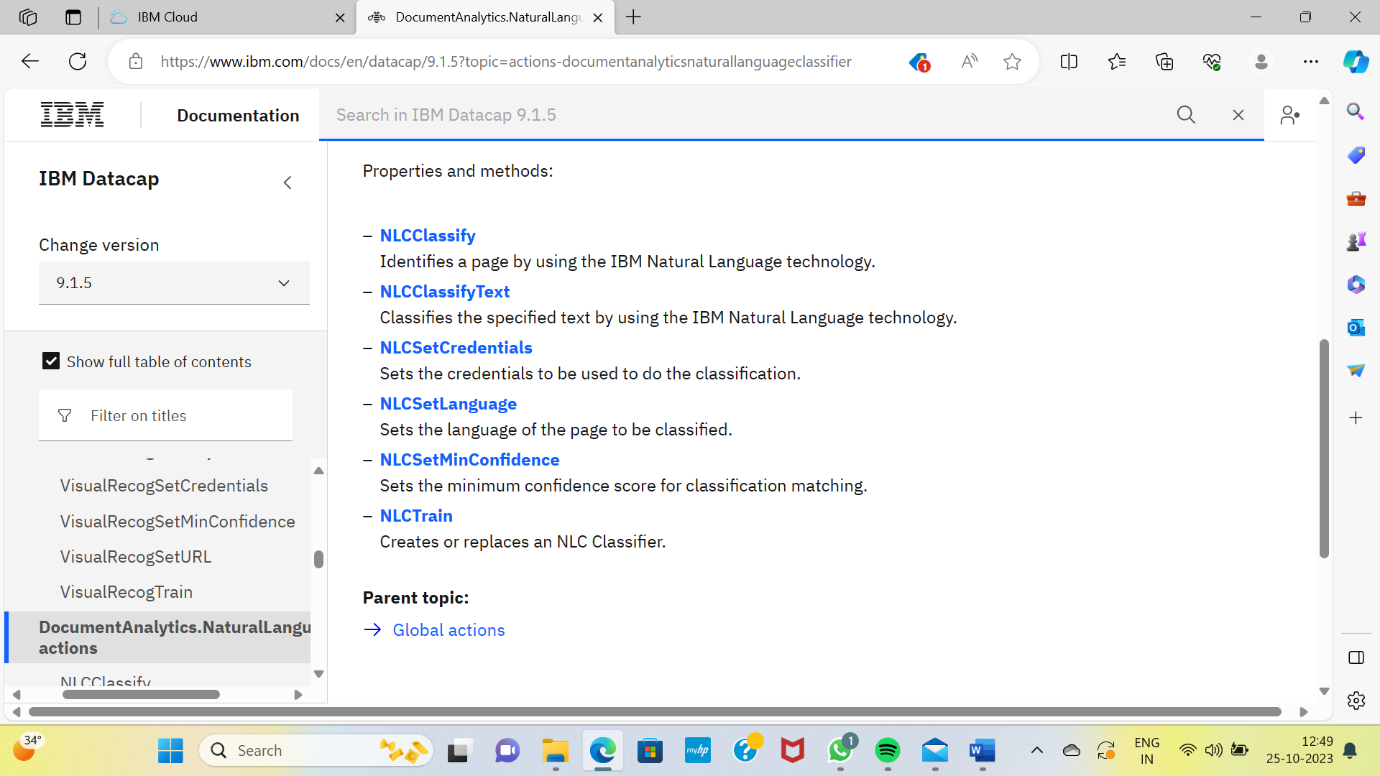 IBM Cloud
DocumentAnalytics.NaturalLangu
https://www.ibm.com/docs/en/datacap/9.1.5?topic=actions-documentanalyticsnaturallanguageclassifier
1
IBM
Documentation
Search in IBM Datacap 9.1.5
IBM Datacap
Change version
9.1.5
Show full table of contents
Filter on titles
VisualRecogSetCredentials
VisualRecogSetMinConfidence
VisualRecogSetURL
VisualRecogTrain
DocumentAnalytics.NaturalLangu
actions
NLCClassify
Properties and methods:
– NLCClassify
Identifies a page by using the IBM Natural Language technology.
– NLCClassifyText
Classifies the specified text by using the IBM Natural Language technology.
– NLCSetCredentials
Sets the credentials to be used to do the classification.
– NLCSetLanguage
Sets the language of the page to be classified.
– NLCSetMinConfidence
Sets the minimum confidence score for classification matching.
– NLCTrain
Creates or replaces an NLC Classifier.
Parent topic:
→ Global actions
34°
Search
myhp
1
ENG
IN
12:49
25-10-2023